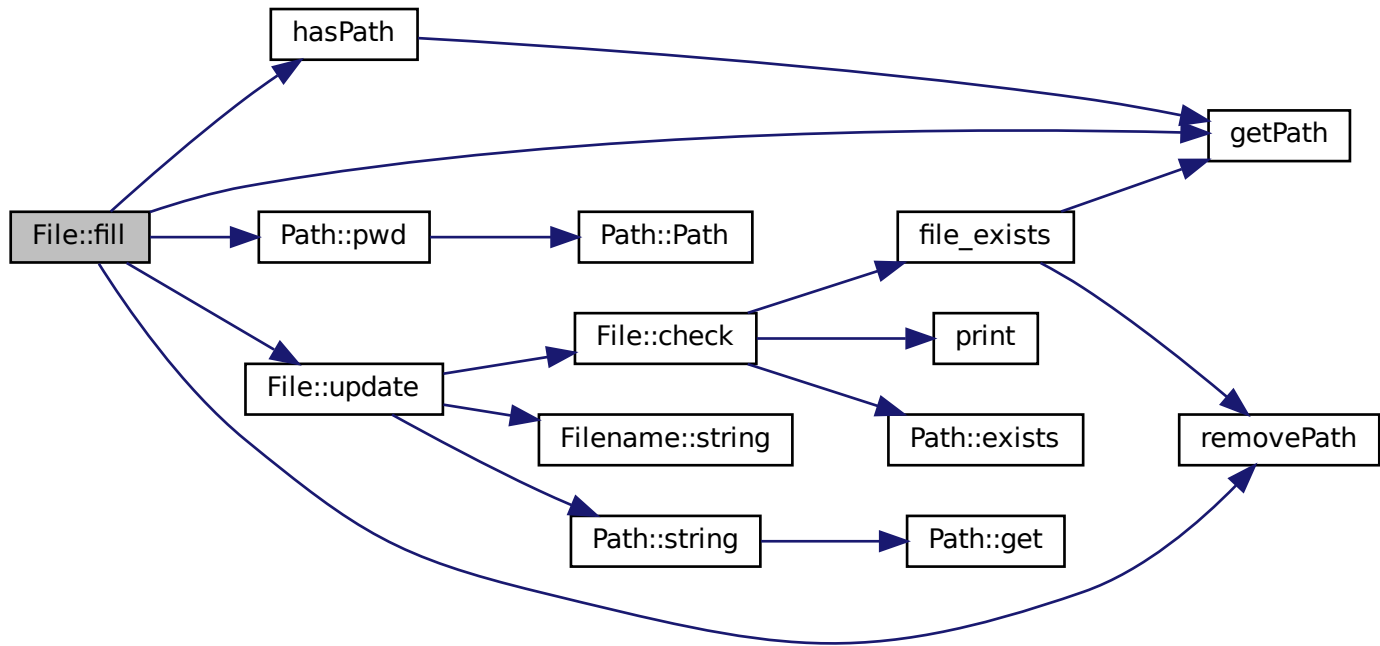 hasPath
getPath
File::fill
Path::pwd
Path::Path
file_exists
File::check
print
File::update
Filename::string
Path::exists
removePath
Path::string
Path::get